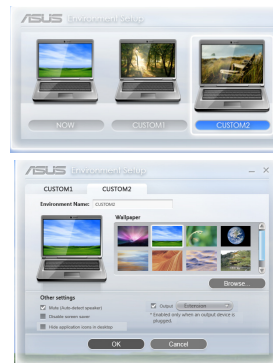 ASUS Environment Setup
NOW
CUSTOM1
CUSTOM2
ASUS Environment Setup
CUSTOM1
CUSTOM2
Environment Name: CUSTOM2
Wallpaper
Browse...
Other settings
Mute (Auto-detect speaker)
Output Extension
Disable screen saver
* Enabled only when an output device is plugged.
Hide application icons in desktop
OK
Cancel